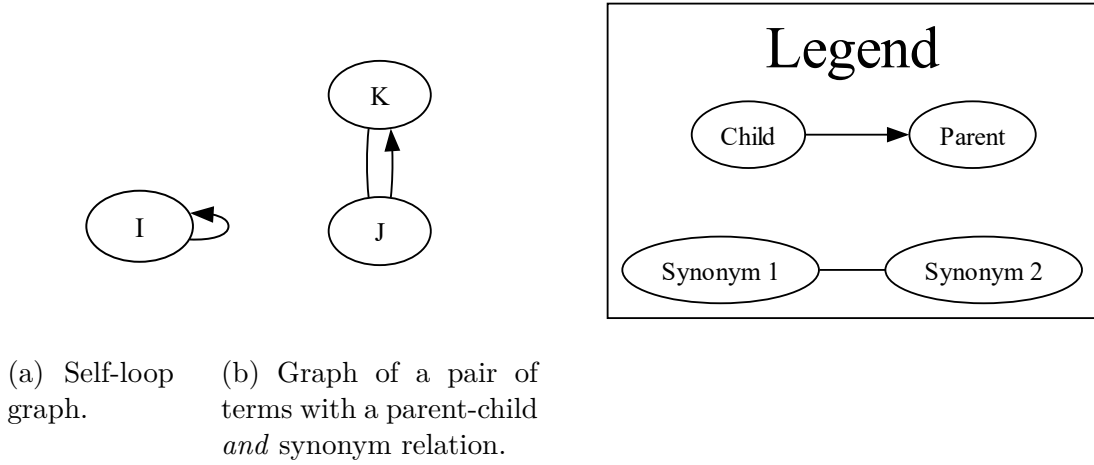 K
I
J
(a) Self-loop
graph.
(b) Graph of a pair of
terms with a parent-child
and synonym relation.
Legend
Child
Parent
Synonym 1
Synonym 2